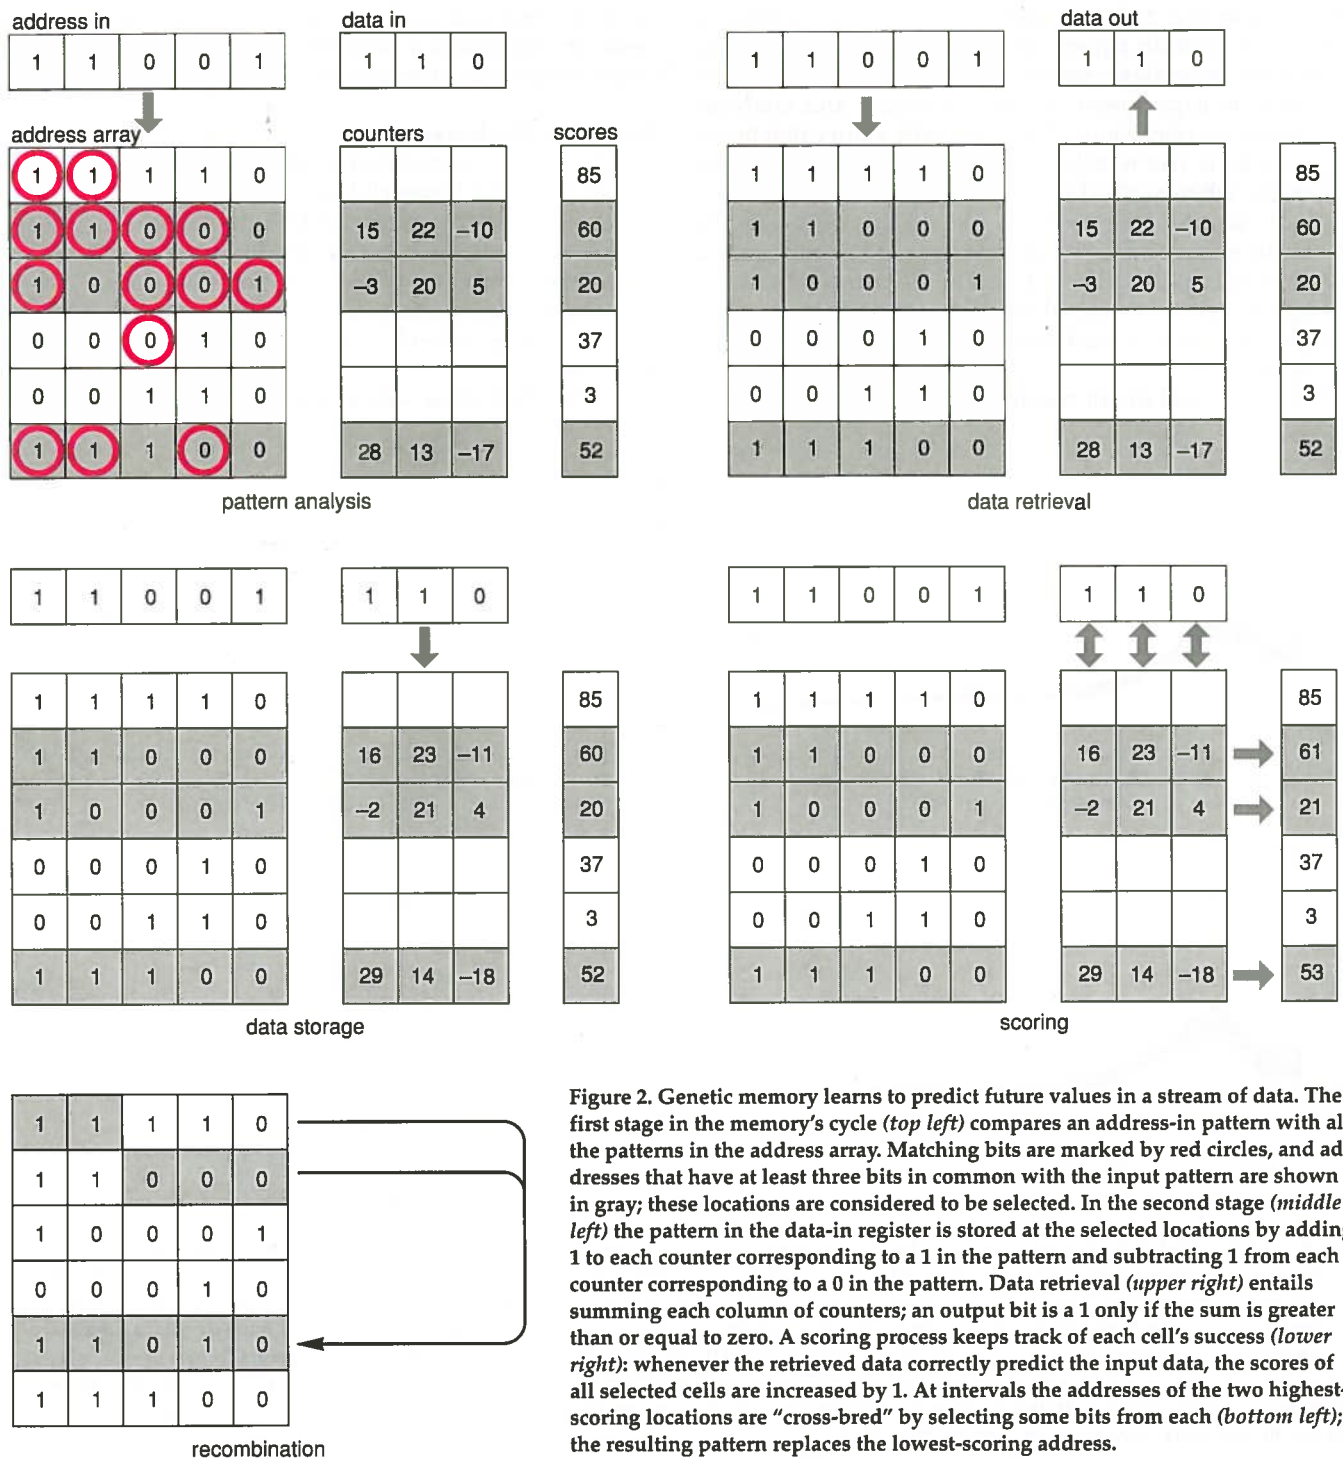 address in
data in
data out
1 1 0 0 1
1 1 0
1 1 0 0 1
1 1 0
address array
counters
scores
1 1 1 1 0
85
1 1 1 1 0
85
1 1 0 0 0
15 22 –10
60
1 1 0 0 0
15 22 –10
60
1 0 0 0 1
–3 20 5
20
1 0 0 0 1
–3 20 5
20
0 0 0 1 0
37
0 0 0 1 0
37
0 0 1 1 0
3
0 0 1 1 0
3
1 1 1 0 0
28 13 –17
52
1 1 1 0 0
28 13 –17
52
pattern analysis
data retrieval
1 1 0 0 1
1 1 0
1 1 0 0 1
1 1 0
1 1 1 1 0
85
1 1 1 1 0
85
1 1 0 0 0
16 23 –11
60
1 1 0 0 0
16 23 –11
61
1 0 0 0 1
–2 21 4
20
1 0 0 0 1
–2 21 4
21
0 0 0 1 0
37
0 0 0 1 0
37
0 0 1 1 0
3
0 0 1 1 0
3
1 1 1 0 0
29 14 –18
52
1 1 1 0 0
29 14 –18
53
data storage
scoring
1 1 1 1 0
1 1 0 0 0
1 0 0 0 1
0 0 0 1 0
1 1 0 1 0
1 1 1 0 0
recombination
Figure 2. Genetic memory learns to predict future values in a stream of data. The
first stage in the memory's cycle (top left) compares an address-in pattern with al
the patterns in the address array. Matching bits are marked by red circles, and ad
dresses that have at least three bits in common with the input pattern are shown
in gray; these locations are considered to be selected. In the second stage (middle
left) the pattern in the data-in register is stored at the selected locations by adding
1 to each counter corresponding to a 1 in the pattern and subtracting 1 from each
counter corresponding to a 0 in the pattern. Data retrieval (upper right) entails
summing each column of counters; an output bit is a 1 only if the sum is greater
than or equal to zero. A scoring process keeps track of each cell's success (lower
right): whenever the retrieved data correctly predict the input data, the scores of
all selected cells are increased by 1. At intervals the addresses of the two highest-
scoring locations are "cross-bred" by selecting some bits from each (bottom left);
the resulting pattern replaces the lowest-scoring address.